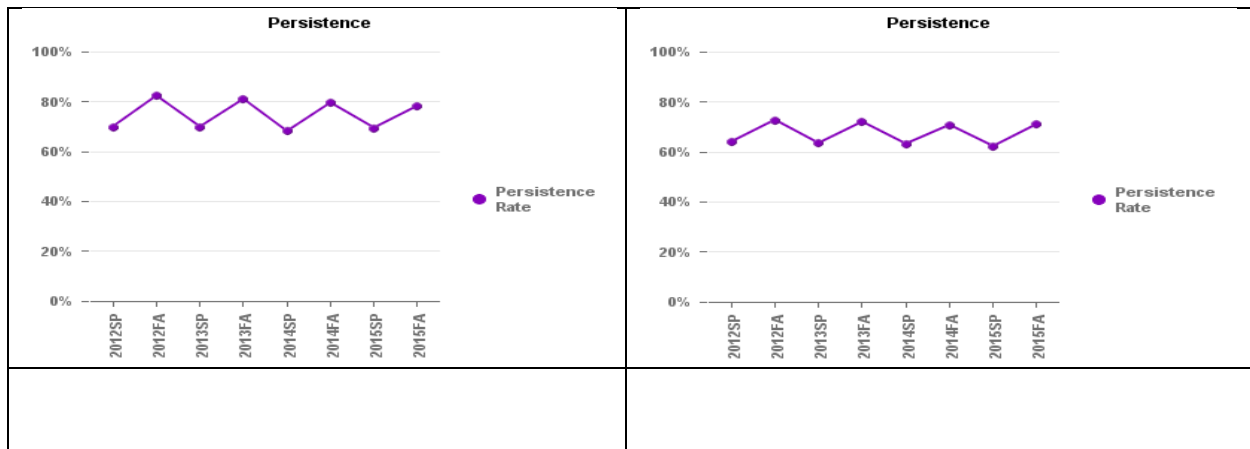 Persistence
100%
80%
60%
40%
20%
0%
2012SP
2012FA
2013SP
2013FA
2014SP
2014FA
2015SP
2015FA
Persistence
Rate
Persistence
100%
80%
60%
40%
20%
0%
2012SP
2012FA
2013SP
2013FA
2014SP
2014FA
2015SP
2015FA
Persistence
Rate